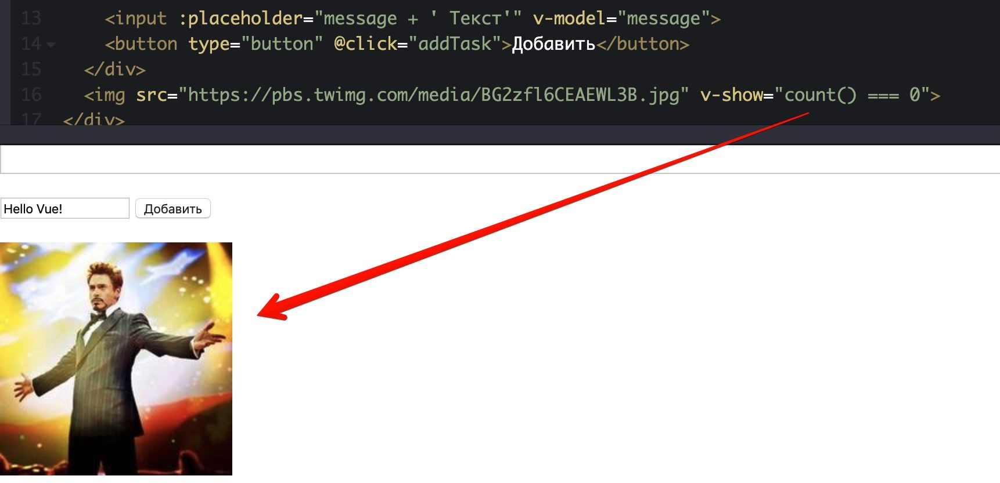 13 <input :placeholder="message + ' Текст'" v-model="message">
14 <button type="button" @click="addTask">Добавить</button>
15 </div>
16 <img src="https://pbs.twimg.com/media/BG2zfl6CEAEWL3B.jpg" v-show="count() === 0">
17 </div>
Hello Vue! Добавить